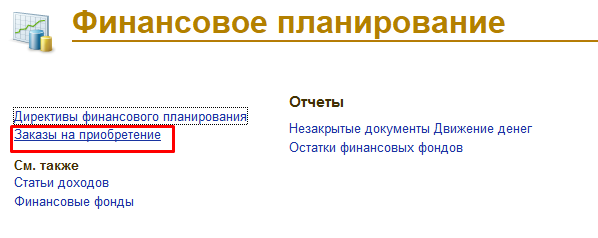 Финансовое планирование
Директивы финансового планирования
Заказы на приобретение
См. также
Статьи доходов
Финансовые фонды
Отчеты
Незакрытые документы Движение денег
Остатки финансовых фондов